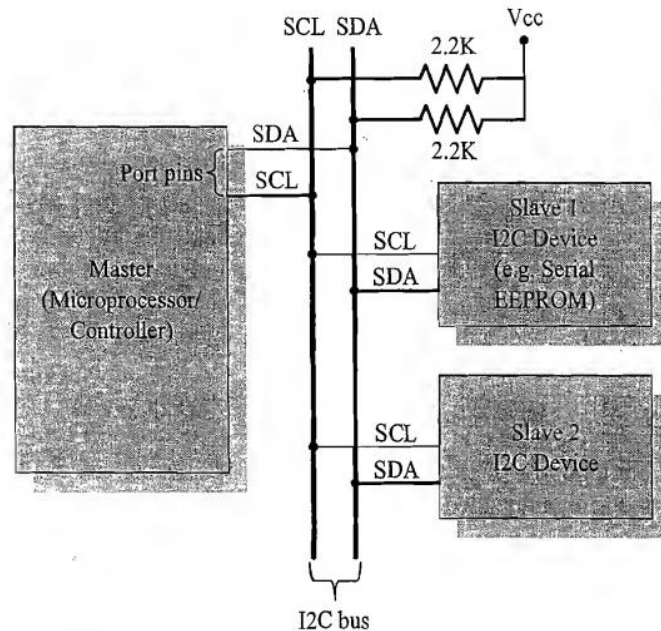 SCL SDA
Vcc
2.2K
2.2K
SDA
Port pins
SCL
Master
(Microprocessor/
Controller)
SCL
SDA
Slave 1
I2C Device
(e.g. Serial
EEPROM)
SCL
SDA
Slave 2
I2C Device
I2C bus